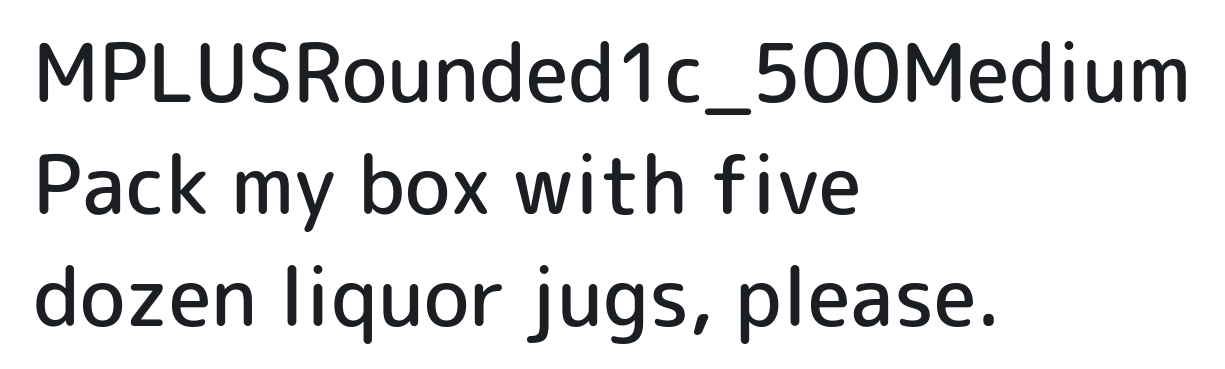 MPLUSRounded1c_500Medium
Pack my box with five
dozen liquor jugs, please.